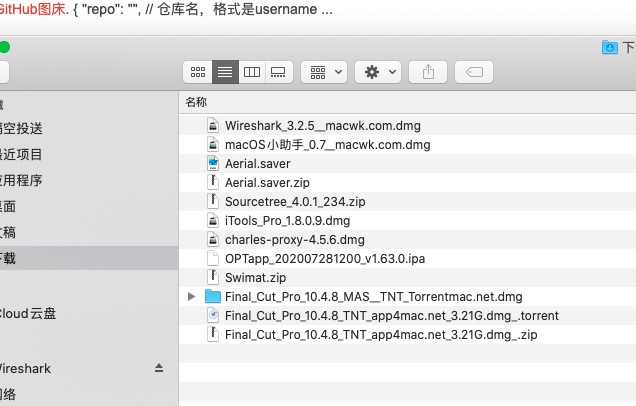 GitHub图床. { "repo": "", // 仓库名，格式是username ...
下
名称
隔空投送
最近项目
应用程序
桌面
文稿
下载
Cloud云盘
Wireshark
网络
Wireshark_3.2.5__macwk.com.dmg
macOS小助手_0.7__macwk.com.dmg
Aerial.saver
Aerial.saver.zip
Sourcetree_4.0.1_234.zip
iTools_Pro_1.8.0.9.dmg
charles-proxy-4.5.6.dmg
OPTapp_202007281200_v1.63.0.ipa
Swimat.zip
Final_Cut_Pro_10.4.8_MAS__TNT_Torrentmac.net.dmg
Final_Cut_Pro_10.4.8_TNT_app4mac.net_3.21G.dmg_.torrent
Final_Cut_Pro_10.4.8_TNT_app4mac.net_3.21G.dmg_.zip